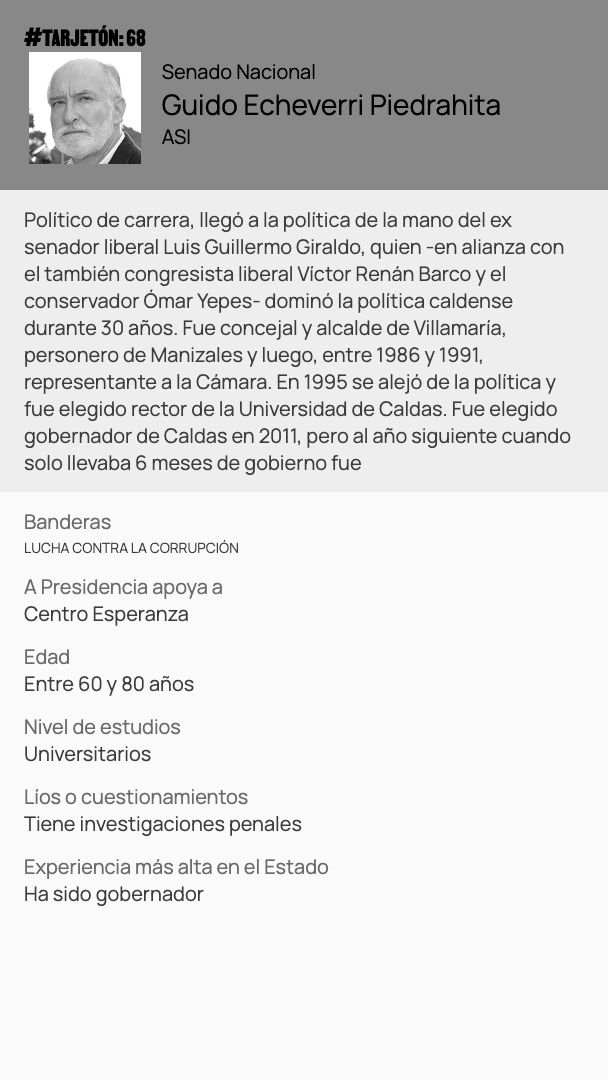 #TARJETÓN: 68
Senado Nacional
Guido Echeverri Piedrahita
ASI
Político de carrera, llegó a la política de la mano del ex
senador liberal Luis Guillermo Giraldo, quien -en alianza con
el también congresista liberal Víctor Renán Barco y el
conservador Ómar Yepes- dominó la política caldense
durante 30 años. Fue concejal y alcalde de Villamaría,
personero de Manizales y luego, entre 1986 y 1991,
representante a la Cámara. En 1995 se alejó de la política y
fue elegido rector de la Universidad de Caldas. Fue elegido
gobernador de Caldas en 2011, pero al año siguiente cuando
solo llevaba 6 meses de gobierno fue
Banderas
LUCHA CONTRA LA CORRUPCIÓN
A Presidencia apoya a
Centro Esperanza
Edad
Entre 60 y 80 años
Nivel de estudios
Universitarios
Líos o cuestionamientos
Tiene investigaciones penales
Experiencia más alta en el Estado
Ha sido gobernador